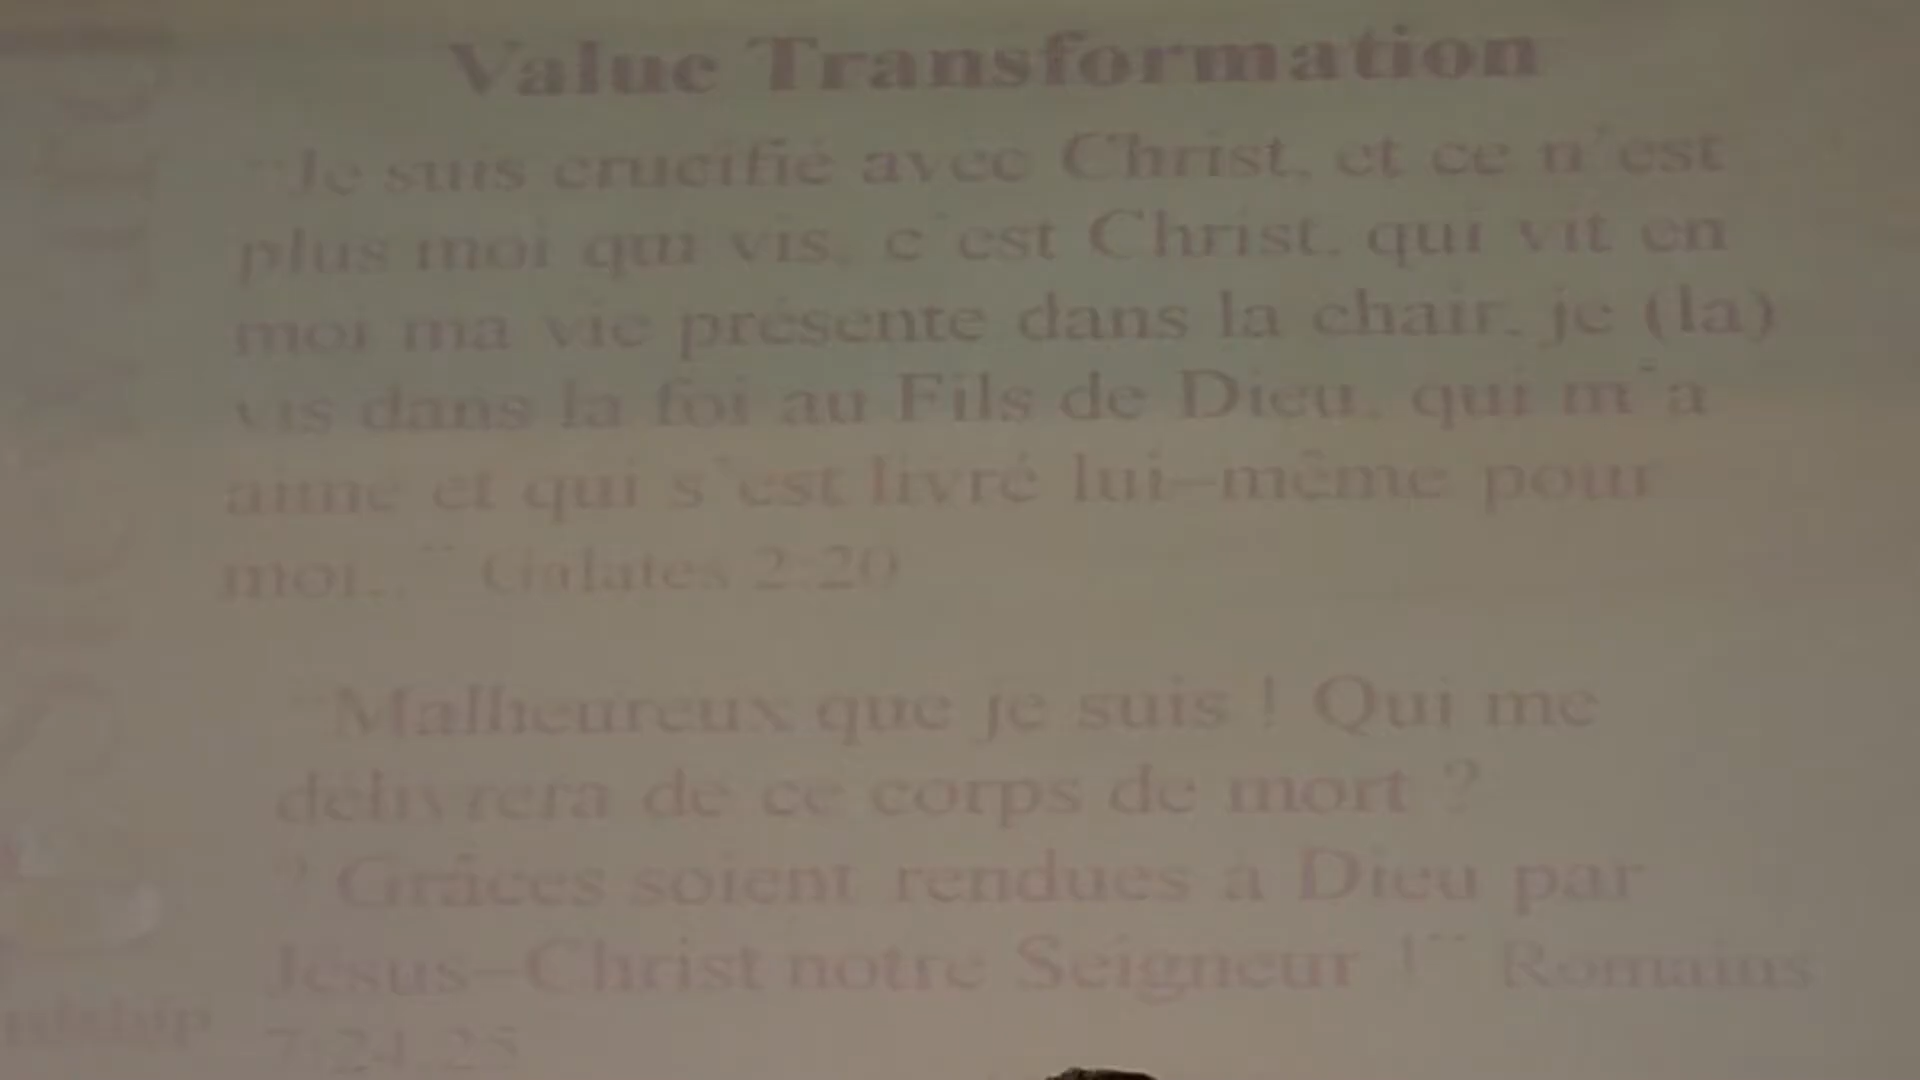 Value Transformation
"Je suis crucifié avec Christ, et ce n'est
plus moi qui vis, c'est Christ, qui vit en
moi ma vie présente dans la chair, je (la)
vis dans la foi au Fils de Dieu, qui m'a
aimé et qui s'est livré lui-même pour
moi.," Galates 2:20
"Malheureux que je suis ! Qui me
délivrera de ce corps de mort ?
? Grâces soient rendues à Dieu par
Jésus-Christ notre Seigneur !" Romains
7:24,25